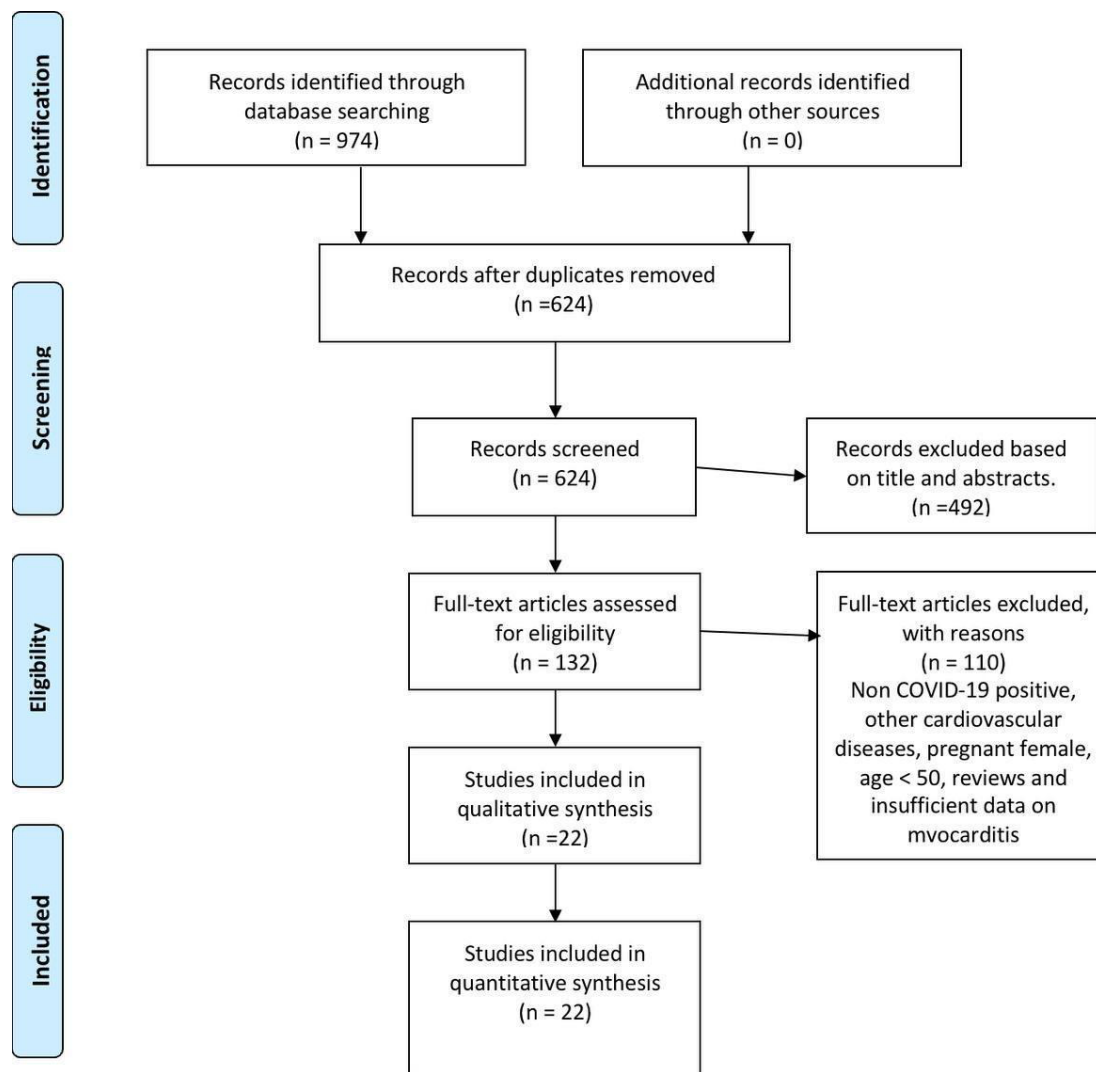 Identification
Records identified through
database searching
(n = 974)
Additional records identified
through other sources
(n = 0)
Records after duplicates removed
(n =624)
Screening
Records screened
(n = 624)
Records excluded based
on title and abstracts.
(n =492)
Eligibility
Full-text articles assessed
for eligibility
(n = 132)
Full-text articles excluded,
with reasons
(n = 110)
Non COVID-19 positive,
other cardiovascular
diseases, pregnant female,
age < 50, reviews and
insufficient data on
mvocarditis
Studies included in
qualitative synthesis
(n =22)
Included
Studies included in
quantitative synthesis
(n = 22)